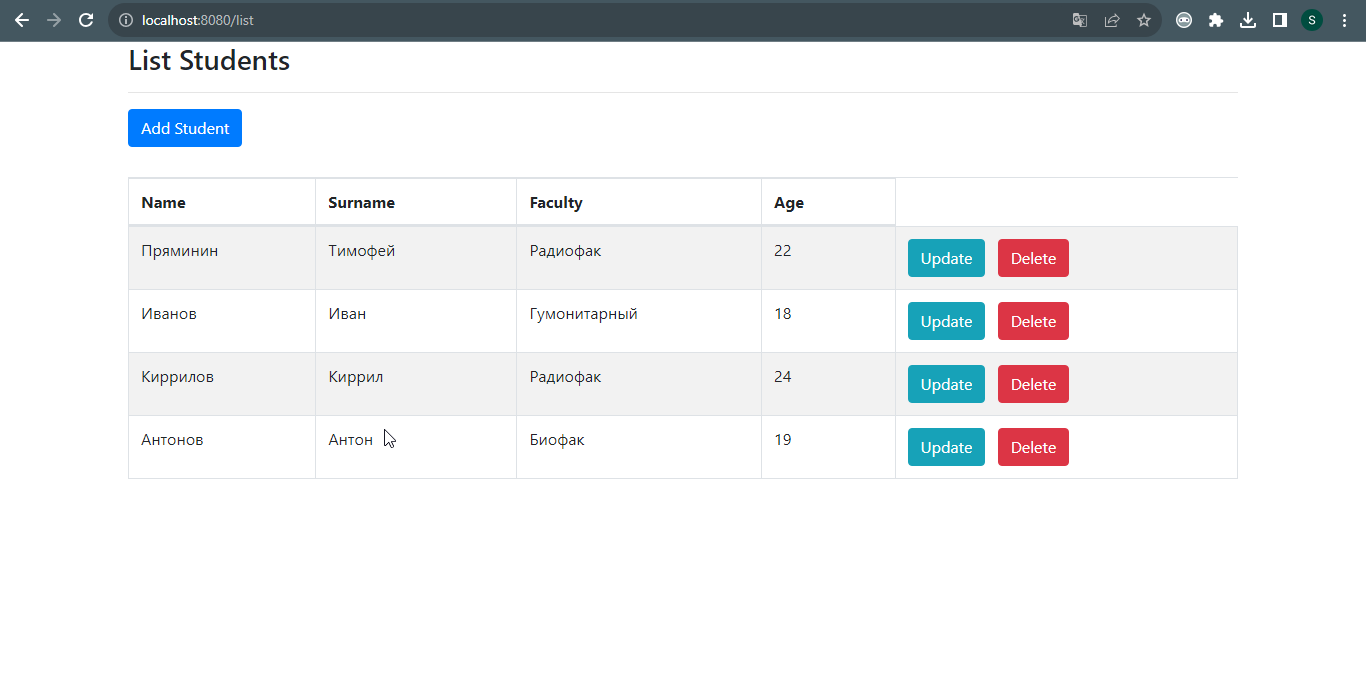 localhost:8080/list
S
List Students
Add Student
Name Surname Faculty Age
Пряминин Тимофей Радиофак 22 Update Delete
Иванов Иван Гумонитарный 18 Update Delete
Киррилов Киррил Радиофак 24 Update Delete
Антонов Антон Биофак 19 Update Delete